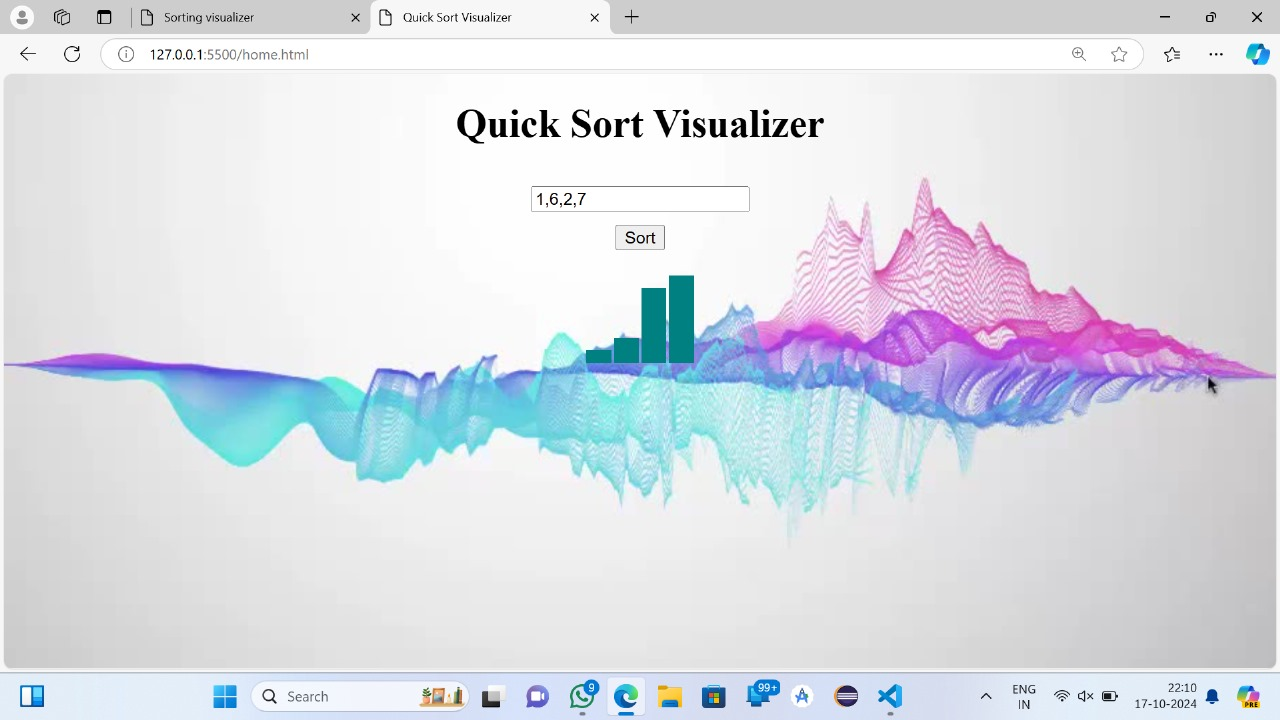 Sorting visualizer
Quick Sort Visualizer
127.0.0.1:5500/home.html
Quick Sort Visualizer
1,6,2,7
Sort
Search
9
99+
ENG
IN
22:10
17-10-2024
PRE